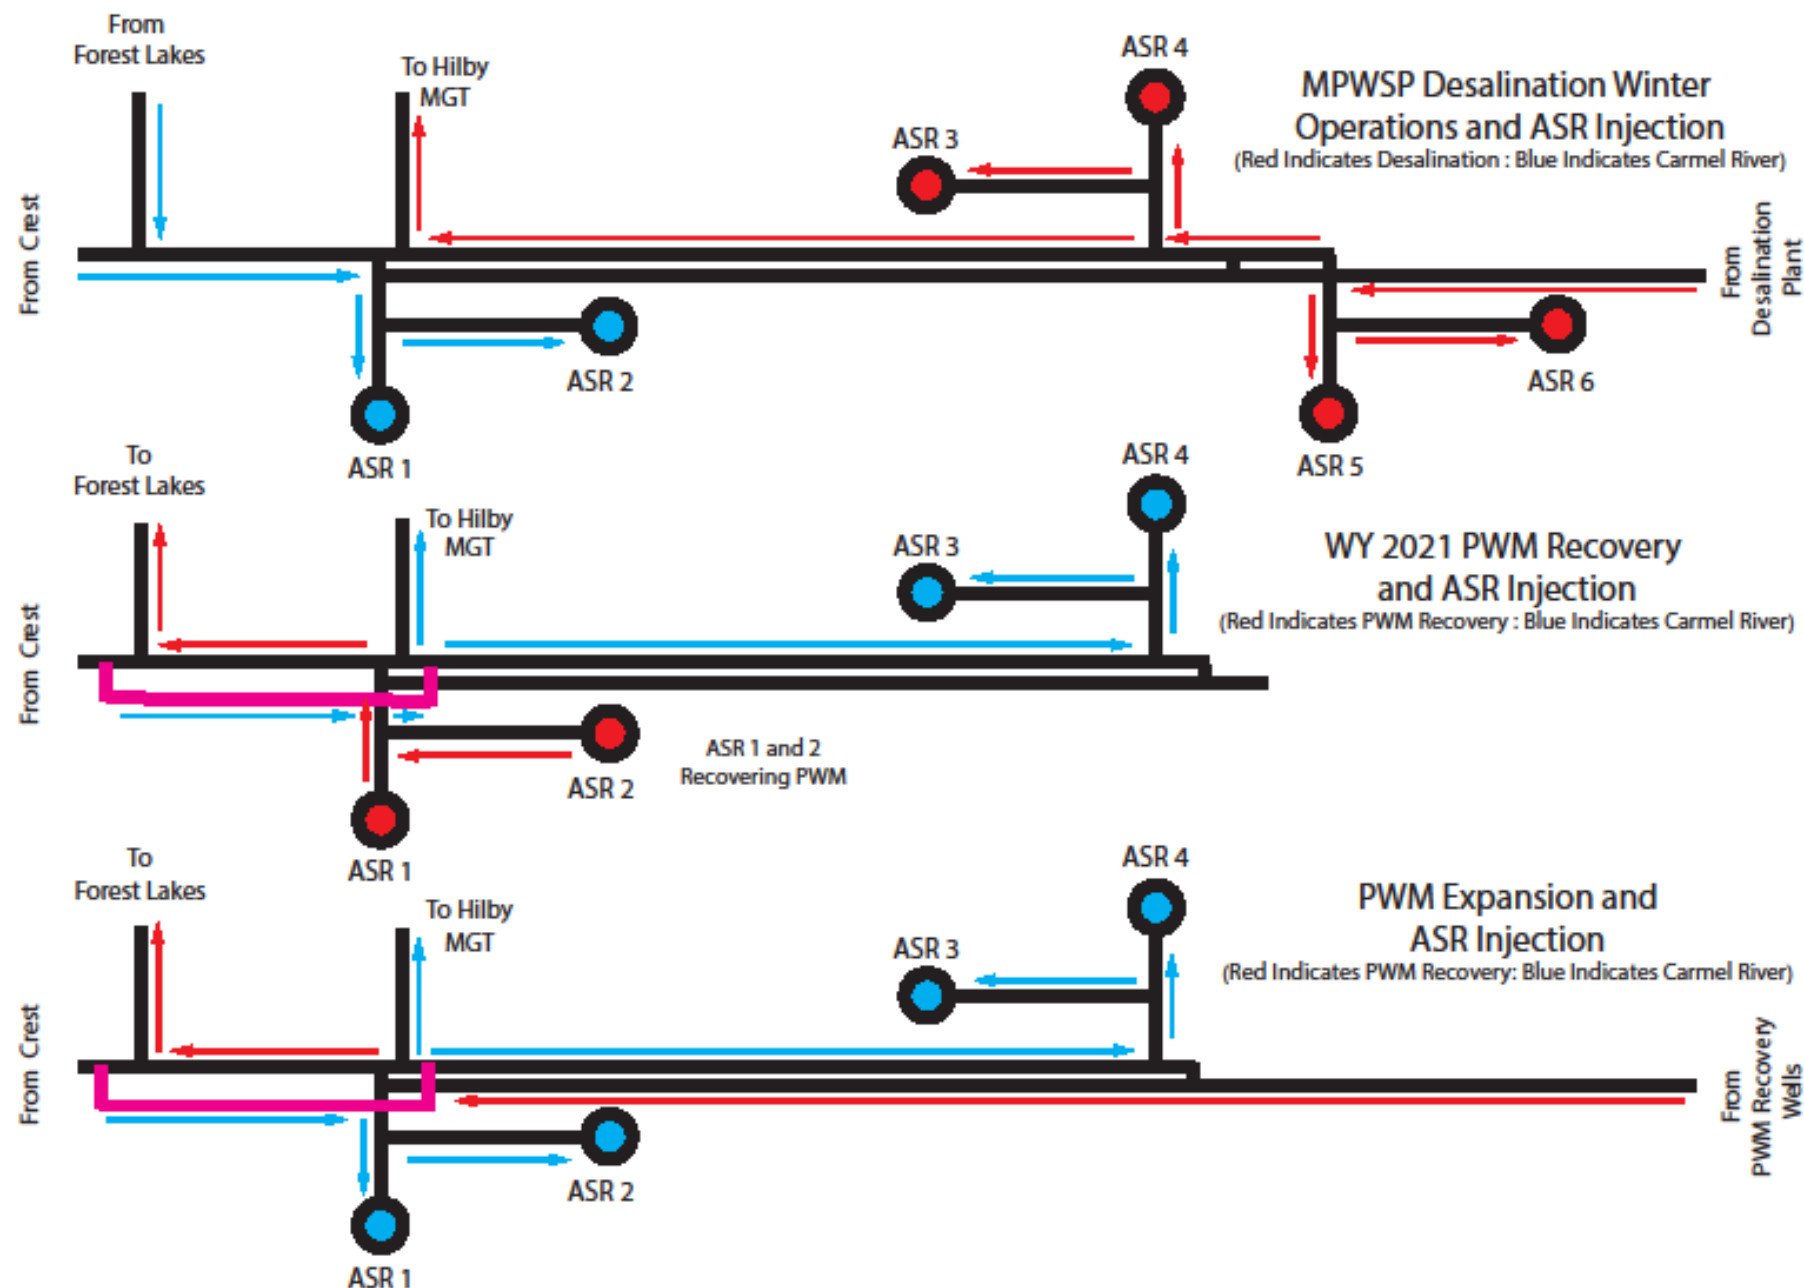 From
Forest Lakes
To Hilby
MGT
ASR 4
ASR 3
MPWSP Desalination Winter
Operations and ASR Injection
(Red Indicates Desalination : Blue Indicates Carmel River)
From Crest
From
Desalination
Plant
ASR 2
ASR 6
ASR 1
ASR 5
To
Forest Lakes
To Hilby
MGT
ASR 4
ASR 3
WY 2021 PWM Recovery
and ASR Injection
(Red Indicates PWM Recovery : Blue Indicates Carmel River)
From Crest
ASR 1 and 2
Recovering PWM
ASR 2
ASR 1
To
Forest Lakes
To Hilby
MGT
ASR 4
ASR 3
PWM Expansion and
ASR Injection
(Red Indicates PWM Recovery: Blue Indicates Carmel River)
From Crest
From
PWM Recovery
Wells
ASR 2
ASR 1